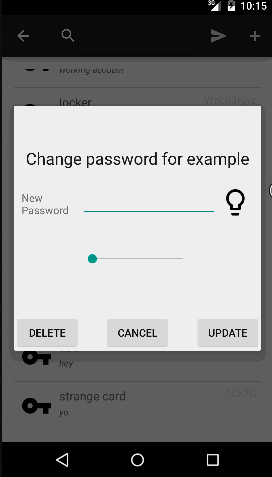 10:15
working account
locker
Change password for example
New
Password
DELETE
CANCEL
UPDATE
hey
strange card
yo